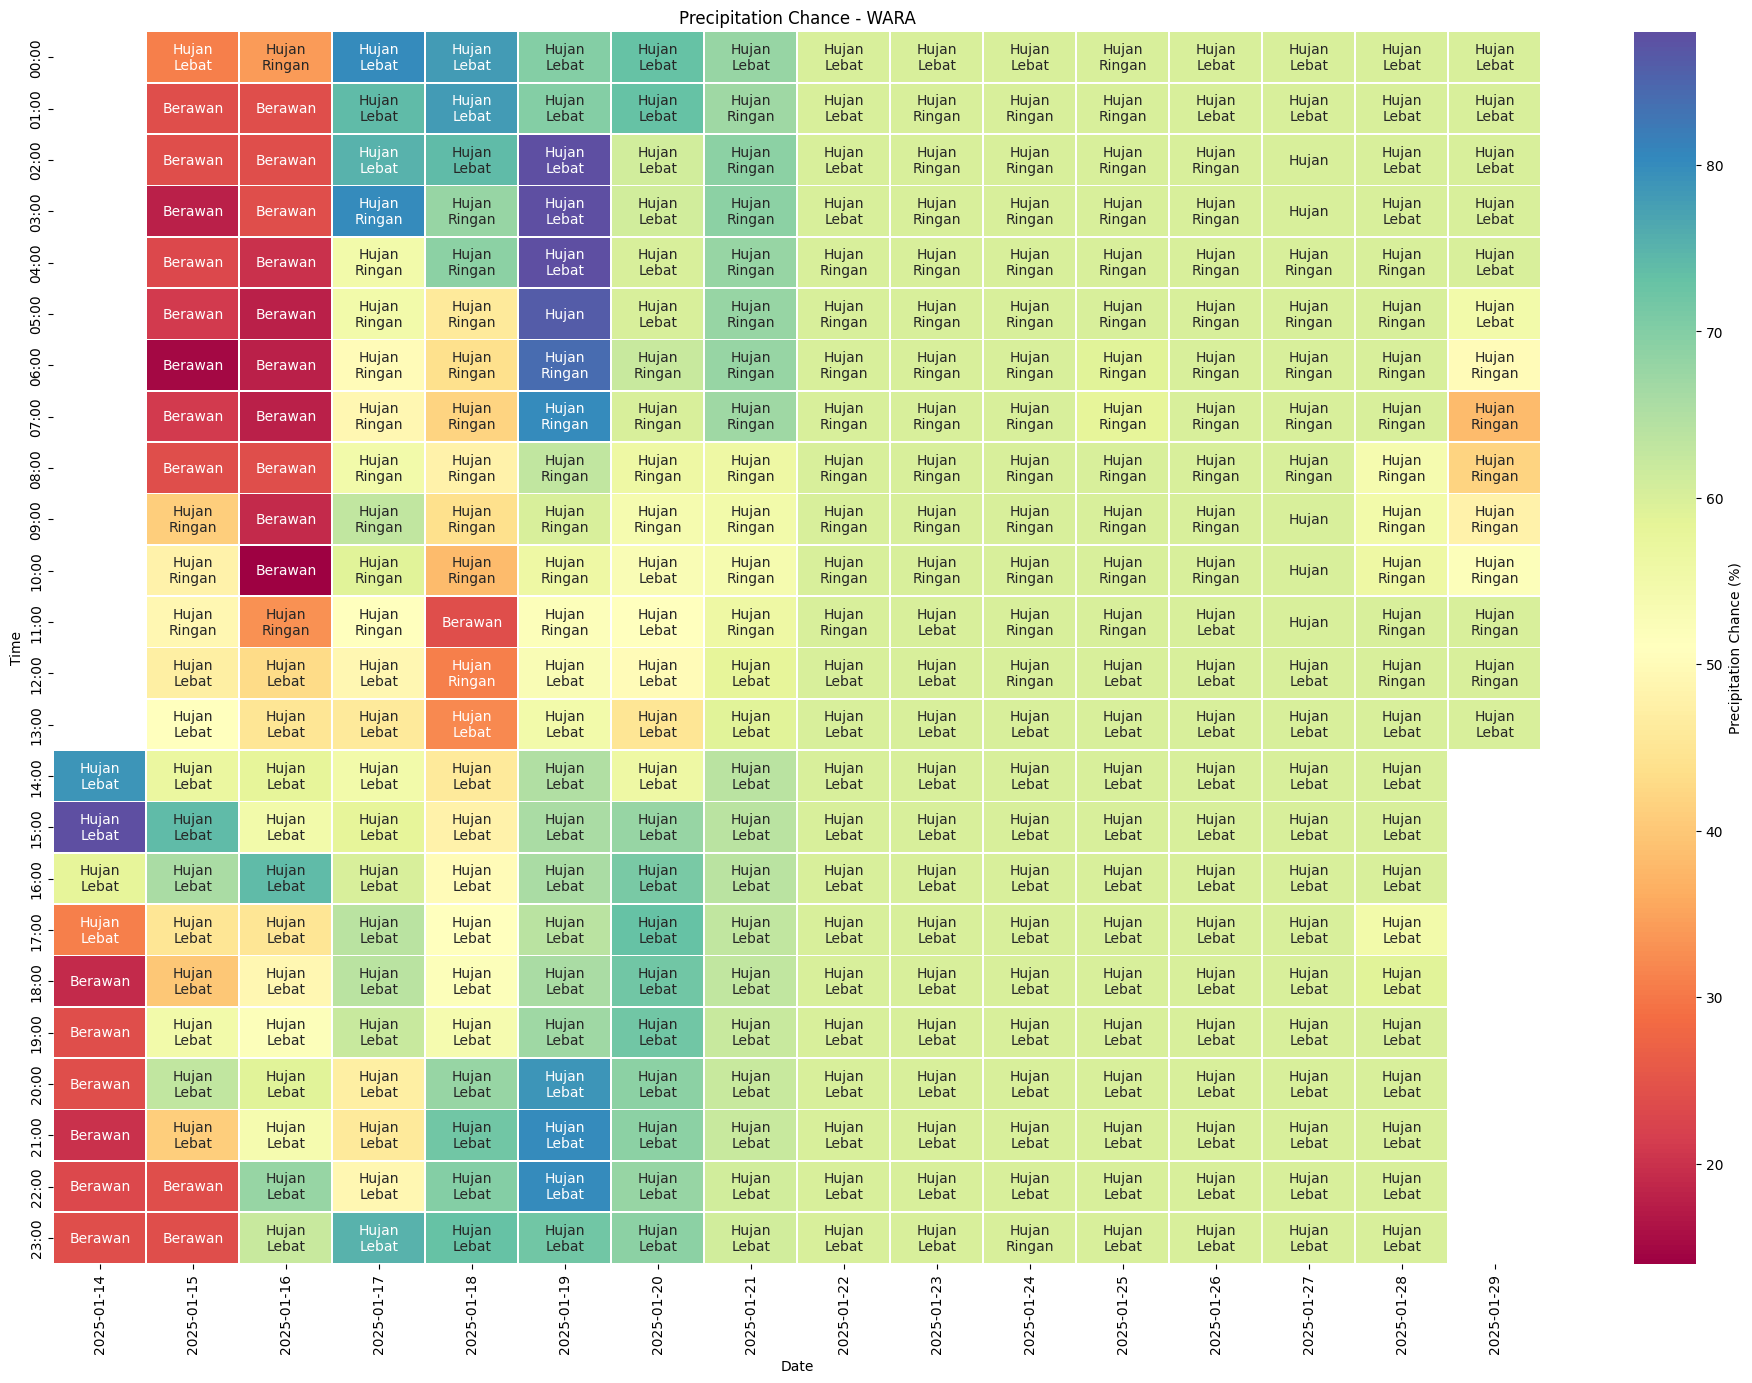 Precipitation Chance - WARA
Time
00:00 Hujan Lebat Hujan Ringan Hujan Lebat Hujan Lebat Hujan Lebat Hujan Lebat Hujan Lebat Hujan Lebat Hujan Lebat Hujan Lebat Hujan Ringan Hujan Lebat Hujan Lebat Hujan Lebat Hujan Lebat
01:00 Berawan Berawan Hujan Lebat Hujan Lebat Hujan Lebat Hujan Lebat Hujan Ringan Hujan Lebat Hujan Ringan Hujan Ringan Hujan Ringan Hujan Lebat Hujan Lebat Hujan Lebat Hujan Lebat
02:00 Berawan Berawan Hujan Lebat Hujan Lebat Hujan Lebat Hujan Lebat Hujan Ringan Hujan Lebat Hujan Ringan Hujan Ringan Hujan Ringan Hujan Ringan Hujan Hujan Lebat Hujan Lebat
03:00 Berawan Berawan Hujan Ringan Hujan Ringan Hujan Lebat Hujan Lebat Hujan Ringan Hujan Lebat Hujan Ringan Hujan Ringan Hujan Ringan Hujan Ringan Hujan Hujan Lebat Hujan Lebat
04:00 Berawan Berawan Hujan Ringan Hujan Ringan Hujan Lebat Hujan Lebat Hujan Ringan Hujan Ringan Hujan Ringan Hujan Ringan Hujan Ringan Hujan Ringan Hujan Ringan Hujan Ringan Hujan Lebat
05:00 Berawan Berawan Hujan Ringan Hujan Ringan Hujan Hujan Lebat Hujan Ringan Hujan Ringan Hujan Ringan Hujan Ringan Hujan Ringan Hujan Ringan Hujan Ringan Hujan Ringan Hujan Lebat
06:00 Berawan Berawan Hujan Ringan Hujan Ringan Hujan Ringan Hujan Ringan Hujan Ringan Hujan Ringan Hujan Ringan Hujan Ringan Hujan Ringan Hujan Ringan Hujan Ringan Hujan Ringan Hujan Ringan
07:00 Berawan Berawan Hujan Ringan Hujan Ringan Hujan Ringan Hujan Ringan Hujan Ringan Hujan Ringan Hujan Ringan Hujan Ringan Hujan Ringan Hujan Ringan Hujan Ringan Hujan Ringan Hujan Ringan
08:00 Berawan Berawan Hujan Ringan Hujan Ringan Hujan Ringan Hujan Ringan Hujan Ringan Hujan Ringan Hujan Ringan Hujan Ringan Hujan Ringan Hujan Ringan Hujan Ringan Hujan Ringan Hujan Ringan
09:00 Hujan Ringan Berawan Hujan Ringan Hujan Ringan Hujan Ringan Hujan Ringan Hujan Ringan Hujan Ringan Hujan Ringan Hujan Ringan Hujan Ringan Hujan Ringan Hujan Hujan Ringan Hujan Ringan
10:00 Hujan Ringan Berawan Hujan Ringan Hujan Ringan Hujan Ringan Hujan Lebat Hujan Ringan Hujan Ringan Hujan Ringan Hujan Ringan Hujan Ringan Hujan Ringan Hujan Hujan Ringan Hujan Ringan
11:00 Hujan Ringan Hujan Ringan Hujan Ringan Berawan Hujan Ringan Hujan Lebat Hujan Ringan Hujan Ringan Hujan Lebat Hujan Ringan Hujan Ringan Hujan Lebat Hujan Hujan Ringan Hujan Ringan
12:00 Hujan Lebat Hujan Lebat Hujan Lebat Hujan Ringan Hujan Lebat Hujan Lebat Hujan Lebat Hujan Lebat Hujan Lebat Hujan Ringan Hujan Lebat Hujan Lebat Hujan Lebat Hujan Ringan Hujan Ringan
13:00 Hujan Lebat Hujan Lebat Hujan Lebat Hujan Lebat Hujan Lebat Hujan Lebat Hujan Lebat Hujan Lebat Hujan Lebat Hujan Lebat Hujan Lebat Hujan Lebat Hujan Lebat Hujan Lebat Hujan Lebat
14:00 Hujan Lebat Hujan Lebat Hujan Lebat Hujan Lebat Hujan Lebat Hujan Lebat Hujan Lebat Hujan Lebat Hujan Lebat Hujan Lebat Hujan Lebat Hujan Lebat Hujan Lebat Hujan Lebat Hujan Lebat
15:00 Hujan Lebat Hujan Lebat Hujan Lebat Hujan Lebat Hujan Lebat Hujan Lebat Hujan Lebat Hujan Lebat Hujan Lebat Hujan Lebat Hujan Lebat Hujan Lebat Hujan Lebat Hujan Lebat Hujan Lebat
16:00 Hujan Lebat Hujan Lebat Hujan Lebat Hujan Lebat Hujan Lebat Hujan Lebat Hujan Lebat Hujan Lebat Hujan Lebat Hujan Lebat Hujan Lebat Hujan Lebat Hujan Lebat Hujan Lebat Hujan Lebat
17:00 Hujan Lebat Hujan Lebat Hujan Lebat Hujan Lebat Hujan Lebat Hujan Lebat Hujan Lebat Hujan Lebat Hujan Lebat Hujan Lebat Hujan Lebat Hujan Lebat Hujan Lebat Hujan Lebat Hujan Lebat
18:00 Berawan Hujan Lebat Hujan Lebat Hujan Lebat Hujan Lebat Hujan Lebat Hujan Lebat Hujan Lebat Hujan Lebat Hujan Lebat Hujan Lebat Hujan Lebat Hujan Lebat Hujan Lebat Hujan Lebat
19:00 Berawan Hujan Lebat Hujan Lebat Hujan Lebat Hujan Lebat Hujan Lebat Hujan Lebat Hujan Lebat Hujan Lebat Hujan Lebat Hujan Lebat Hujan Lebat Hujan Lebat Hujan Lebat Hujan Lebat
20:00 Berawan Hujan Lebat Hujan Lebat Hujan Lebat Hujan Lebat Hujan Lebat Hujan Lebat Hujan Lebat Hujan Lebat Hujan Lebat Hujan Lebat Hujan Lebat Hujan Lebat Hujan Lebat Hujan Lebat
21:00 Berawan Hujan Lebat Hujan Lebat Hujan Lebat Hujan Lebat Hujan Lebat Hujan Lebat Hujan Lebat Hujan Lebat Hujan Lebat Hujan Lebat Hujan Lebat Hujan Lebat Hujan Lebat Hujan Lebat
22:00 Berawan Berawan Hujan Lebat Hujan Lebat Hujan Lebat Hujan Lebat Hujan Lebat Hujan Lebat Hujan Lebat Hujan Lebat Hujan Lebat Hujan Lebat Hujan Lebat Hujan Lebat Hujan Lebat
23:00 Berawan Berawan Hujan Lebat Hujan Lebat Hujan Lebat Hujan Lebat Hujan Lebat Hujan Lebat Hujan Lebat Hujan Lebat Hujan Ringan Hujan Lebat Hujan Lebat Hujan Lebat Hujan Lebat
2025-01-14 2025-01-15 2025-01-16 2025-01-17 2025-01-18 2025-01-19 2025-01-20 2025-01-21 2025-01-22 2025-01-23 2025-01-24 2025-01-25 2025-01-26 2025-01-27 2025-01-28 2025-01-29
Date
80
70
60
50
40
30
20
Precipitation Chance (%)